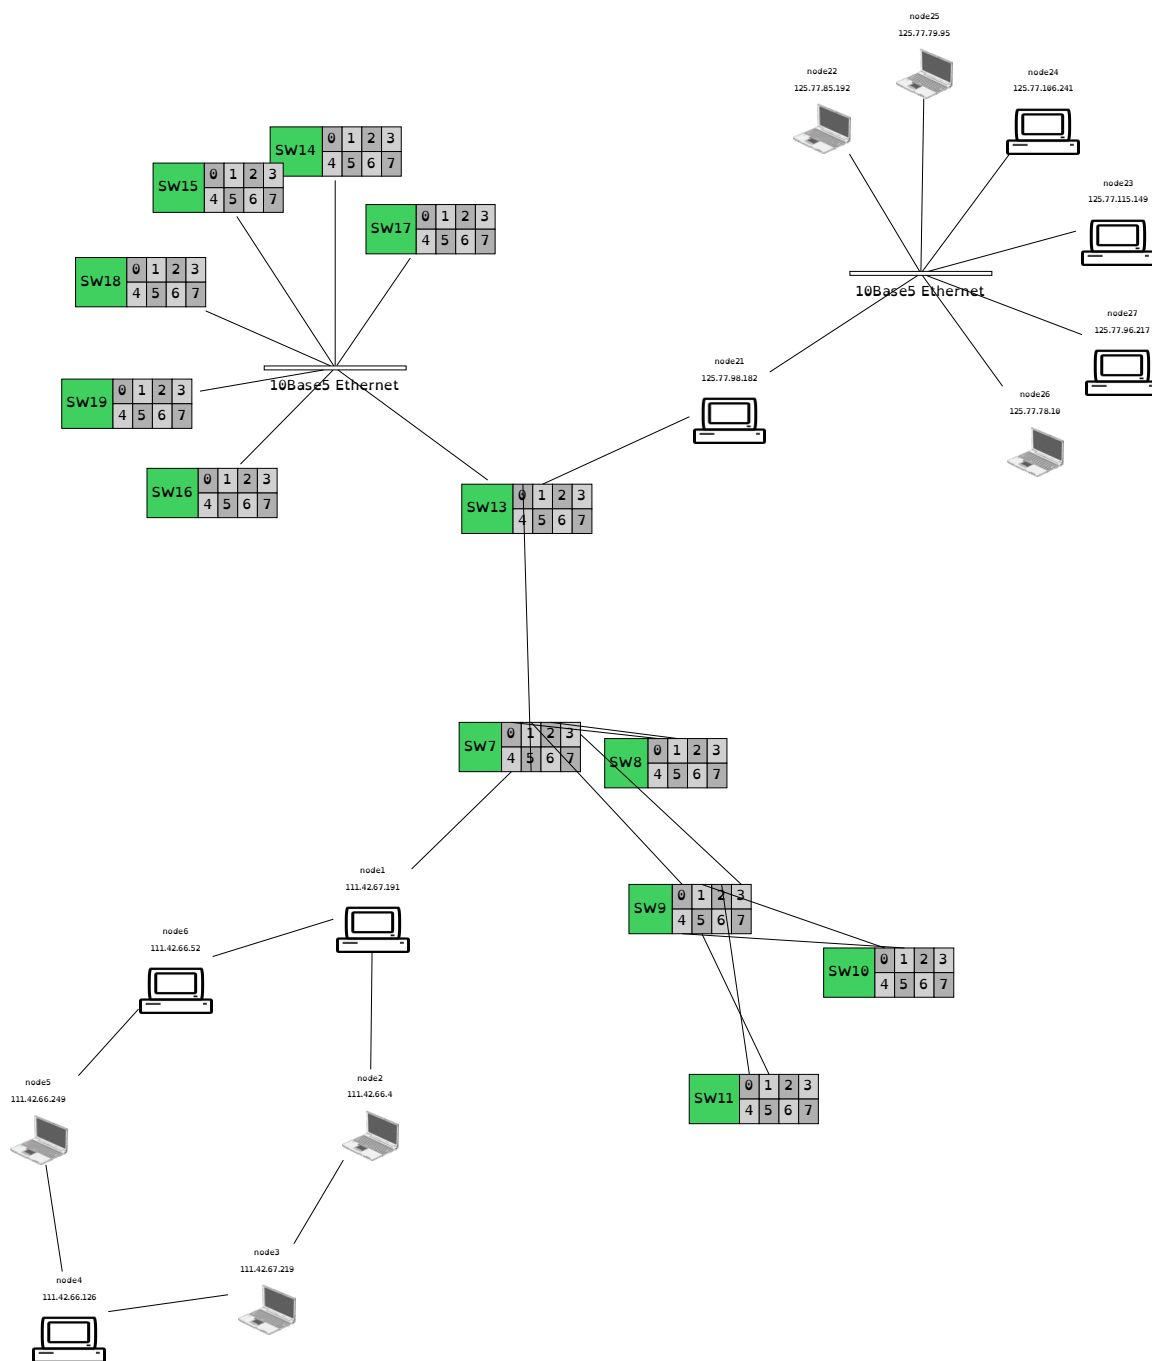 node25
125.77.79.95
node22
125.77.85.192
node24
125.77.106.241
SW14
0 1 2 3
4 5 6 7
SW15
0 1 2 3
4 5 6 7
node23
125.77.115.149
SW17
0 1 2 3
4 5 6 7
SW18
0 1 2 3
4 5 6 7
10Base5 Ethernet
node27
125.77.96.217
10Base5 Ethernet
node21
125.77.98.182
SW19
0 1 2 3
4 5 6 7
node26
125.77.78.10
SW16
0 1 2 3
4 5 6 7
SW13
0 1 2 3
4 5 6 7
SW7
0 1 2 3
4 5 6 7
SW8
0 1 2 3
4 5 6 7
node1
111.42.67.191
SW9
0 1 2 3
4 5 6 7
node6
111.42.66.52
SW10
0 1 2 3
4 5 6 7
node5
111.42.66.249
node2
111.42.66.4
SW11
0 1 2 3
4 5 6 7
node3
111.42.67.219
node4
111.42.66.126